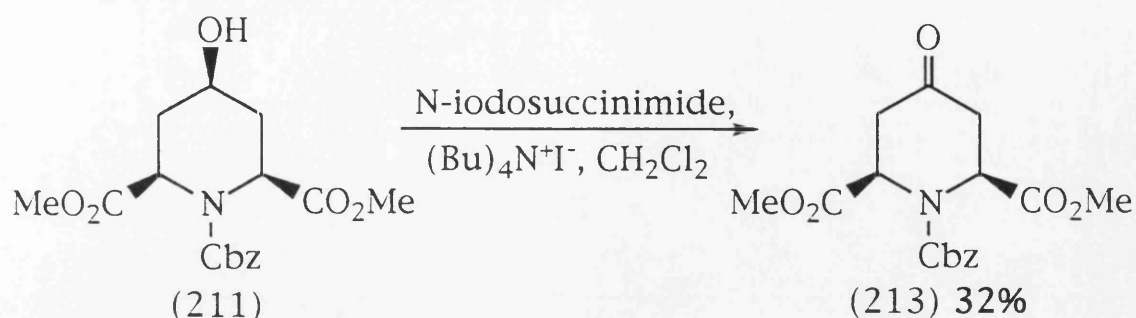 OH
O
N-iodosuccinimide,
(Bu)₄N⁺I⁻, CH₂Cl₂
MeO₂C N CO₂Me
MeO₂C N CO₂Me
Cbz
Cbz
(211)
(213) 32%